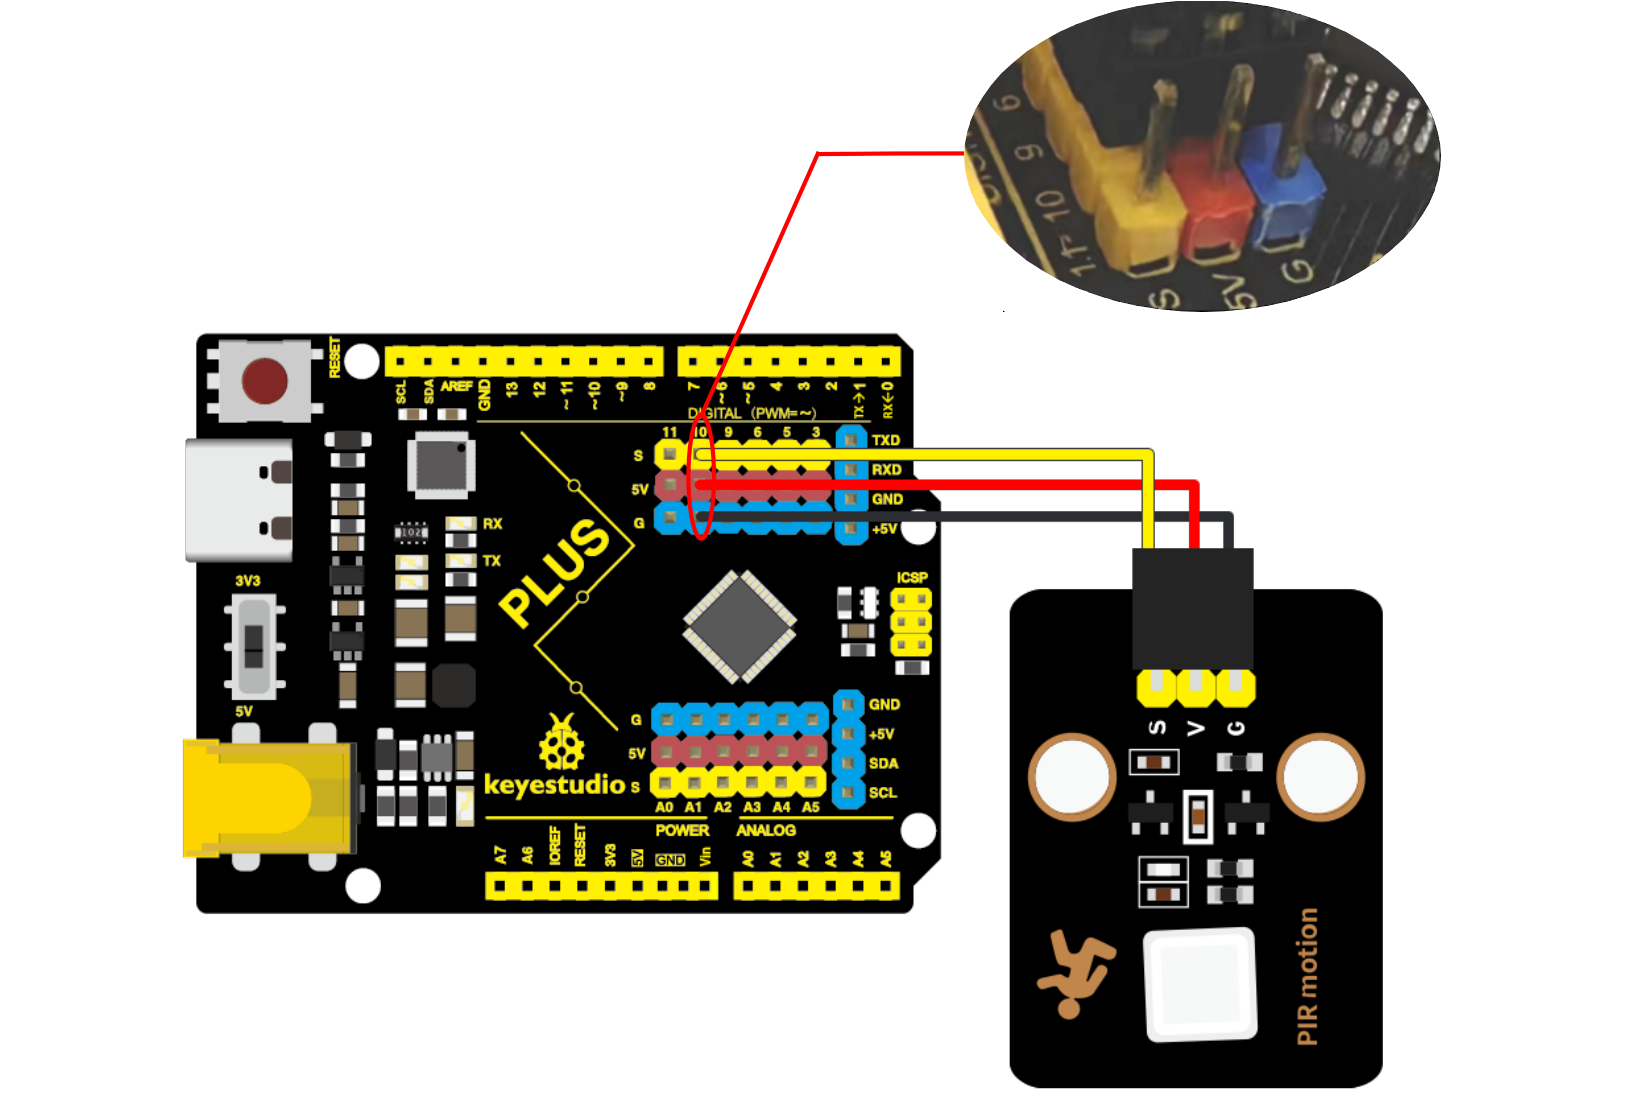 6
9
10
11
S
5V
G
RESET
SCL
SDA
AREF
GND
13
12
~11
~10
~9
8
7
~6
~5
4
3
2
TX→1
RX←0
DIGITAL (PWM=~)
11 10 9 6 5 3
S
5V
G
TXD
RXD
GND
+5V
102
RX
TX
PLUS
3V3
5V
ICSP
G
5V
S
GND
+5V
SDA
SCL
keyestudio
A0 A1 A2 A3 A4 A5
POWER
ANALOG
A7
A6
IOREF
RESET
3V3
5V
GND
Vin
A0
A1
A2
A3
A4
A5
S
V
G
PIR motion